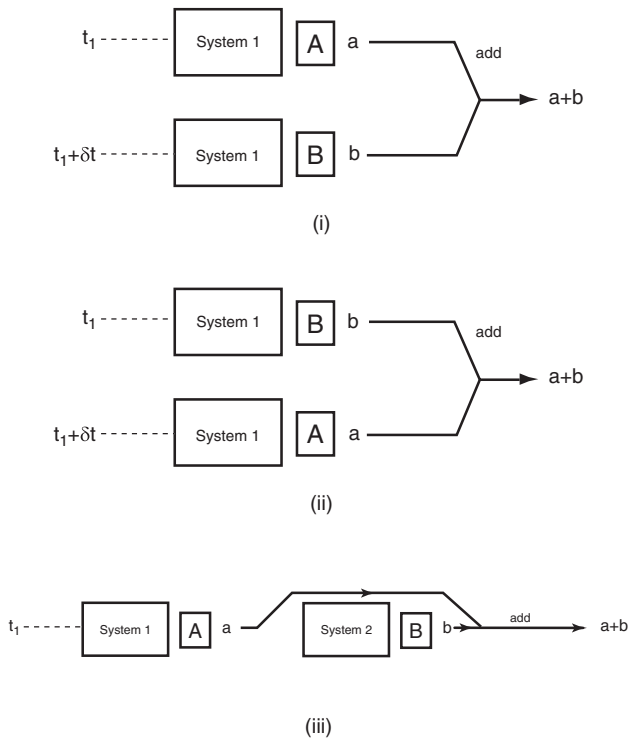 t₁ System 1 A a
add
a+b
t₁+δt System 1 B b
(i)
t₁ System 1 B b
add
a+b
t₁+δt System 1 A a
(ii)
t₁ System 1 A a System 2 B b add a+b
(iii)